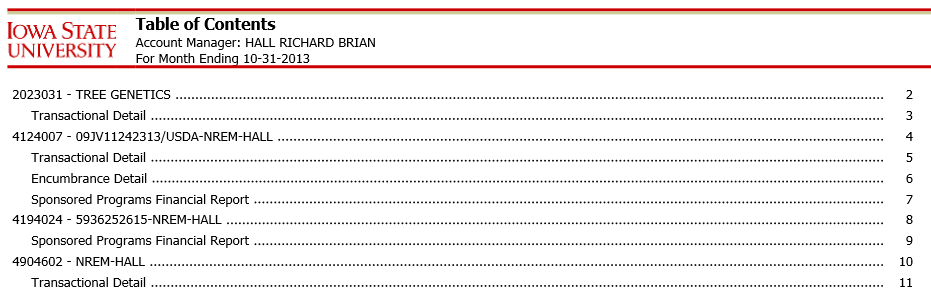 IOWA STATE
UNIVERSITY
Table of Contents
Account Manager: HALL RICHARD BRIAN
For Month Ending 10-31-2013
2023031 - TREE GENETICS 2
Transactional Detail 3
4124007 - 09JV11242313/USDA-NREM-HALL 4
Transactional Detail 5
Encumbrance Detail 6
Sponsored Programs Financial Report 7
4194024 - 5936252615-NREM-HALL 8
Sponsored Programs Financial Report 9
4904602 - NREM-HALL 10
Transactional Detail 11